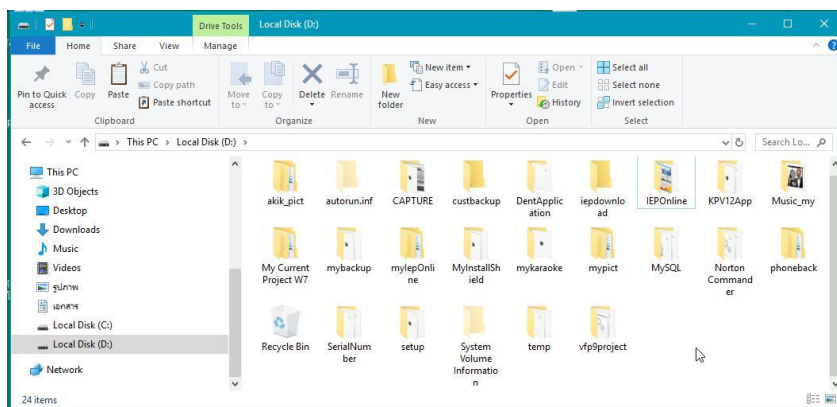 Drive Tools Local Disk (D:)
File Home Share View Manage
Pin to Quick access
Copy
Paste
Cut
Copy path
Paste shortcut
Clipboard
Move to
Copy to
Delete
Rename
Organize
New folder
New item
Easy access
New
Properties
Open
Edit
History
Open
Select all
Select none
Invert selection
Select
This PC > Local Disk (D:) >
Search Lo...
This PC
3D Objects
Desktop
Downloads
Music
Videos
รูปภาพ
เอกสาร
Local Disk (C:)
Local Disk (D:)
Network
akik_pict
autorun.inf
CAPTURE
custbackup
DentApplic
ation
iepdownlo
ad
IEPOnline
KPV12App
Music_my
My Current
Project W7
mybackup
myIepOnli
ne
MyInstallSh
ield
mykaraoke
mypict
MySQL
Norton
Command
er
phoneback
Recycle Bin
SerialNum
ber
setup
System
Volume
Informatio
n
temp
vfp9project
24 items